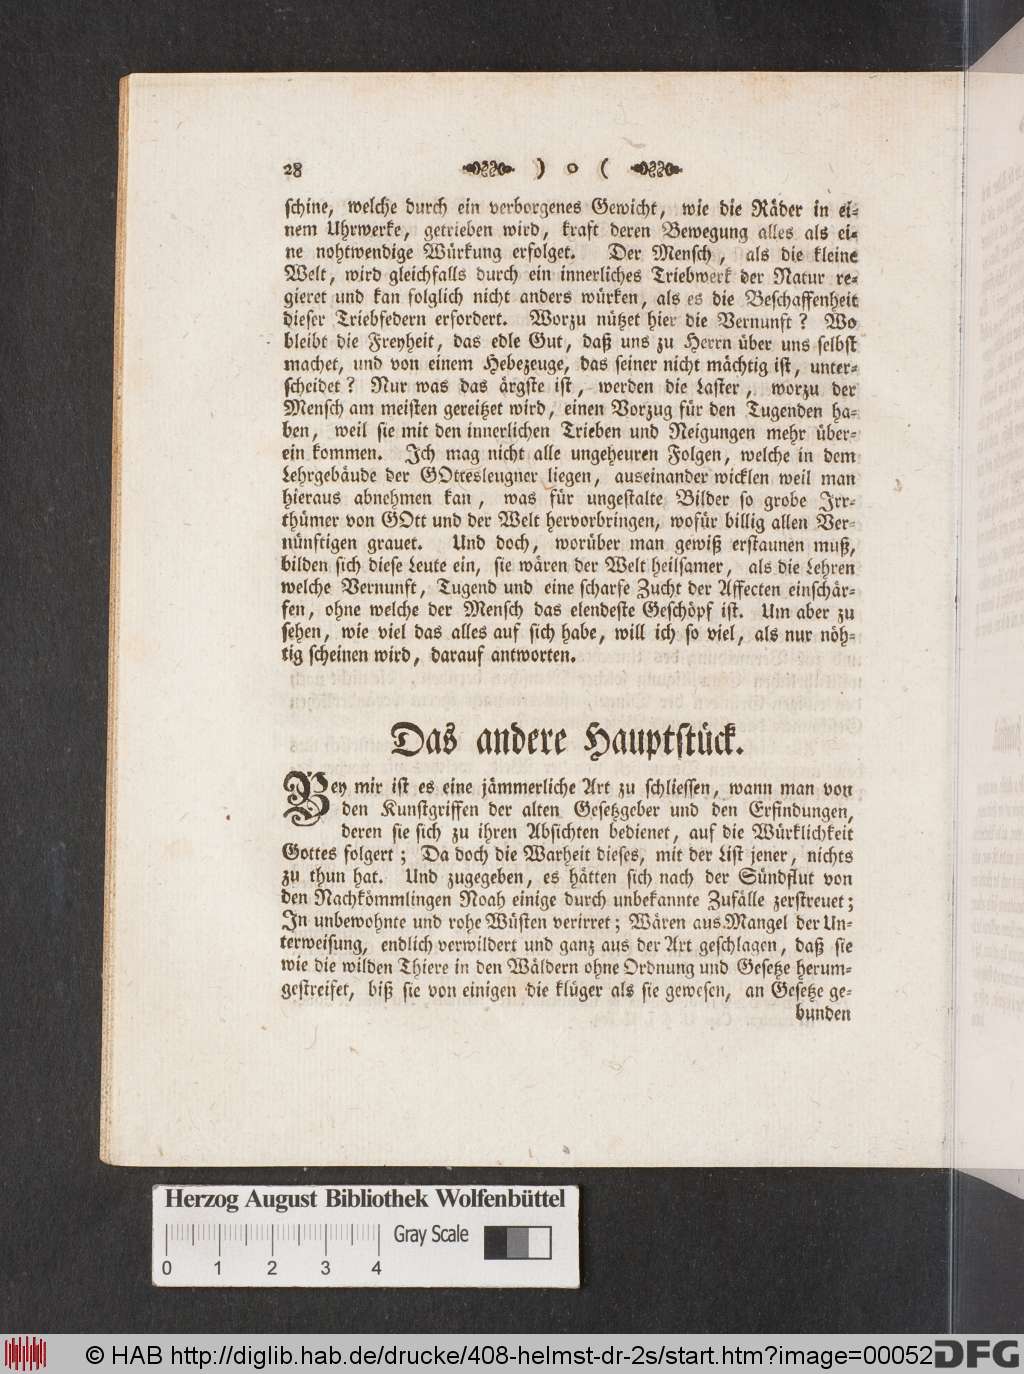 28 ) o (
schine, welche durch ein verborgenes Gewicht, wie die Räder in ei-
nem Uhrwerke, getrieben wird, kraft deren Bewegung alles als ei-
ne nohtwendige Würkung erfolget. Der Mensch, als die kleine
Welt, wird gleichfalls durch ein innerliches Triebwerk der Natur re-
gieret und kan folglich nicht anders würken, als es die Beschaffenheit
dieser Triebfedern erfordert. Worzu nützet hier die Vernunft? Wo
bleibt die Freyheit, das edle Gut, daß uns zu Herrn über uns selbst
machet, und von einem Hebezeuge, das seiner nicht mächtig ist, unter-
scheidet? Nur was das ärgste ist, werden die Laster, worzu der
Mensch am meisten gereitzet wird, einen Vorzug für den Tugenden ha-
ben, weil sie mit den innerlichen Trieben und Neigungen mehr über-
ein kommen. Ich mag nicht alle ungeheuren Folgen, welche in dem
Lehrgebäude der GOttesleugner liegen, auseinander wicklen weil man
hieraus abnehmen kan, was für ungestalte Bilder so grobe Irr-
thümer von GOtt und der Welt hervorbringen, wofür billig allen Ver-
nünftigen grauet. Und doch, worüber man gewiß erstaunen muß,
bilden sich diese Leute ein, sie wären der Welt heilsamer, als die Lehren
welche Vernunft, Tugend und eine scharfe Zucht der Affecten einschär-
fen, ohne welche der Mensch das elendeste Geschöpf ist. Um aber zu
sehen, wie viel das alles auf sich habe, will ich so viel, als nur nöh-
tig scheinen wird, darauf antworten.
Das andere Hauptstück.
Bey mir ist es eine jämmerliche Art zu schliessen, wann man von
den Kunstgriffen der alten Gesetzgeber und den Erfindungen,
deren sie sich zu ihren Absichten bedienet, auf die Würklichkeit
Gottes folgert; Da doch die Warheit dieses, mit der List jener, nichts
zu thun hat. Und zugegeben, es hätten sich nach der Sündflut von
den Nachkömmlingen Noah einige durch unbekannte Zufälle zerstreuet;
In unbewohnte und rohe Wüsten verirret; Wären aus Mangel der Un-
terweisung, endlich verwildert und ganz aus der Art geschlagen, daß sie
wie die wilden Thiere in den Wäldern ohne Ordnung und Gesetze herum-
gestreifet, biß sie von einigen die klüger als sie gewesen, an Gesetze ge-
bunden
Herzog August Bibliothek Wolfenbüttel
Gray Scale
0 1 2 3 4
© HAB http://diglib.hab.de/drucke/408-helmst-dr-2s/start.htm?image=00052
DFG